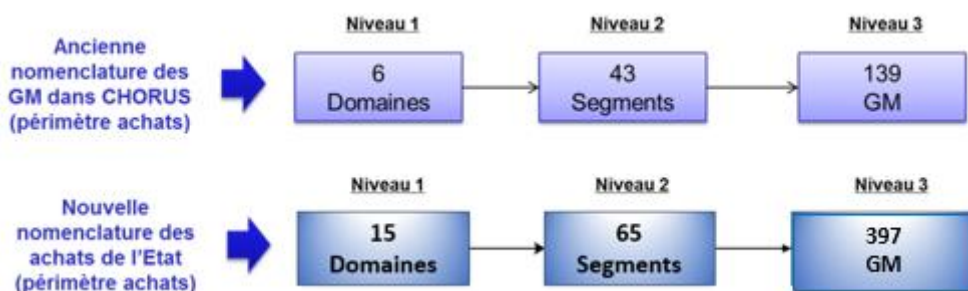 Niveau 1 Niveau 2 Niveau 3
Ancienne
nomenclature des
GM dans CHORUS
(périmètre achats)
6
Domaines
43
Segments
139
GM
Niveau 1 Niveau 2 Niveau 3
Nouvelle
nomenclature des
achats de l'Etat
(périmètre achats)
15
Domaines
65
Segments
397
GM